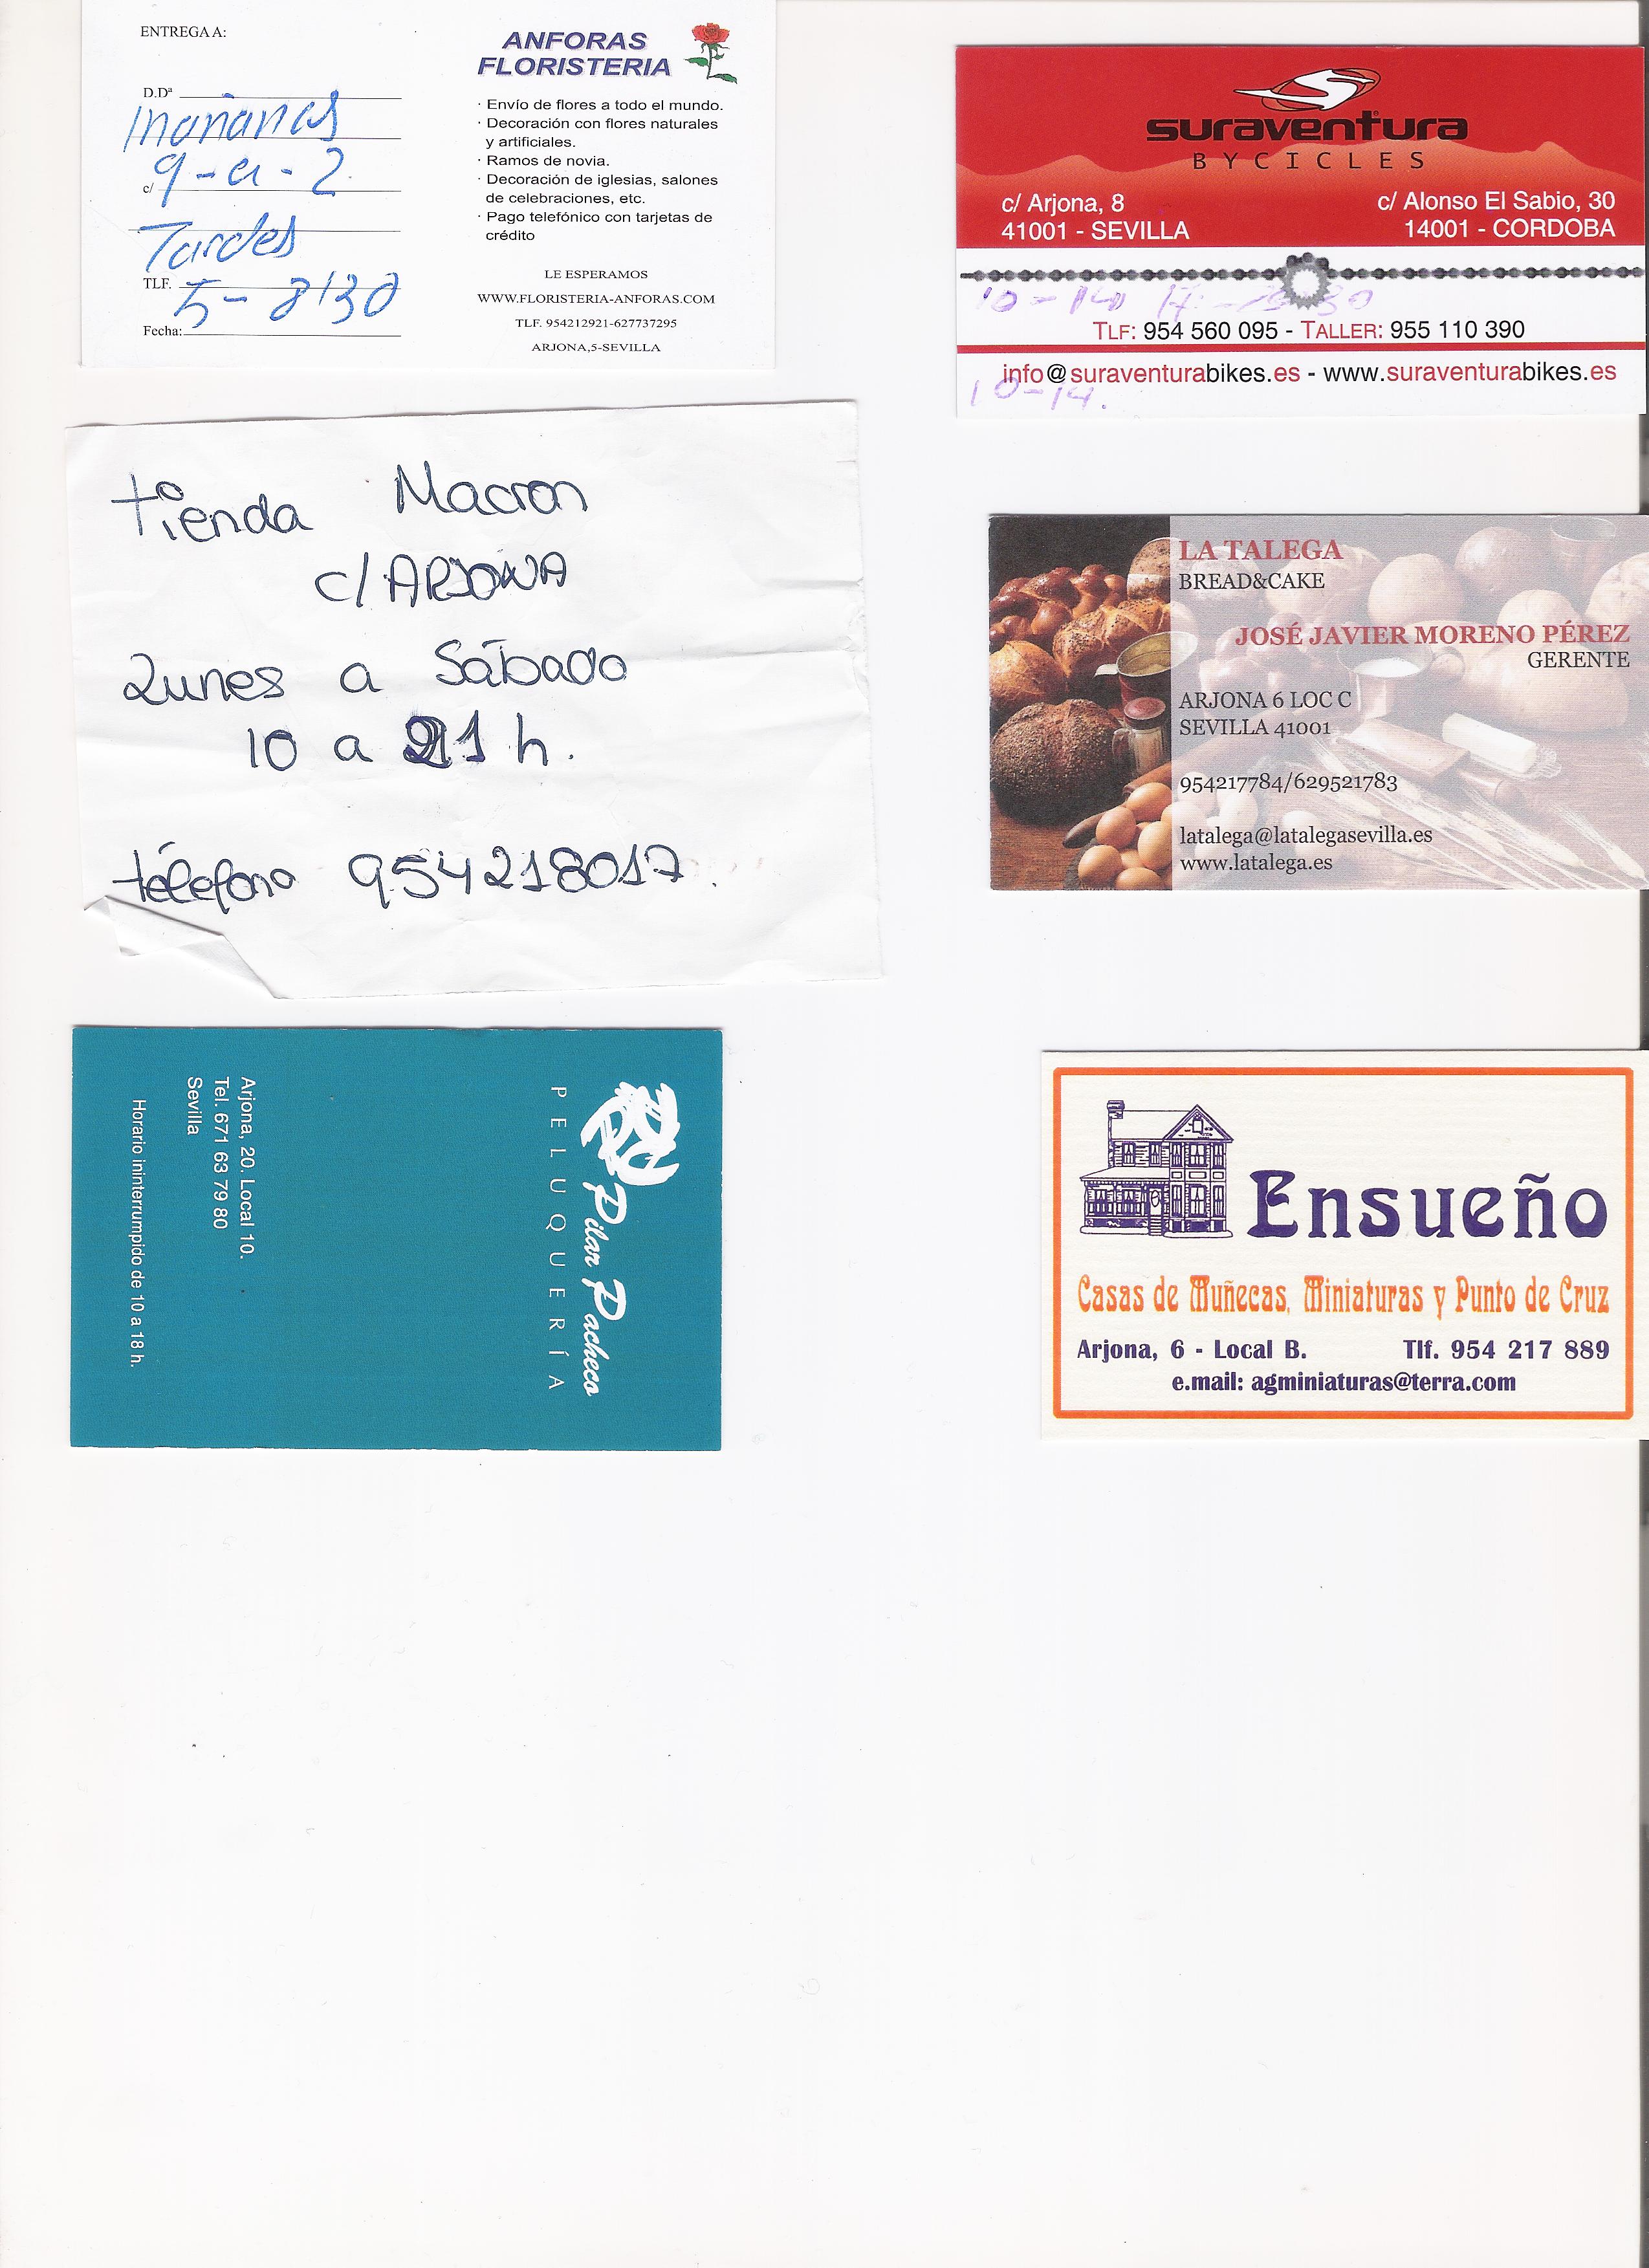 ENTREGA A:
D.Dª
mañanas
9-a-2
c/
Tardes
TLF.
5-8'30
Fecha:
ANFORAS
FLORISTERIA
· Envío de flores a todo el mundo.
· Decoración con flores naturales
y artificiales.
· Ramos de novia.
· Decoración de iglesias, salones
de celebraciones, etc.
· Pago telefónico con tarjetas de
crédito
LE ESPERAMOS
WWW.FLORISTERIA-ANFORAS.COM
TLF. 954212921-627737295
ARJONA,5-SEVILLA
suraventura
BYCICLES
c/ Arjona, 8
41001 - SEVILLA
c/ Alonso El Sabio, 30
14001 - CORDOBA
10-14
TLF: 954 560 095 - TALLER: 955 110 390
info@suraventurabikes.es - www.suraventurabikes.es
10-14.
tienda Macron
c/ ARJONA
Lunes a Sábado
10 a 21 h.
télefono 954218017.
LA TALEGA
BREAD&CAKE
JOSÉ JAVIER MORENO PÉREZ
GERENTE
ARJONA 6 LOC C
SEVILLA 41001
954217784/629521783
latalega@latalegasevilla.es
www.latalega.es
Pilar Pacheco
PELUQUERÍA
Arjona, 20. Local 10.
Tel. 671 63 79 80
Sevilla
Horario ininterrumpido de 10 a 18 h.
Ensueño
Casas de Muñecas, Miniaturas y Punto de Cruz
Arjona, 6 - Local B.
Tlf. 954 217 889
e.mail: agminiaturas@terra.com